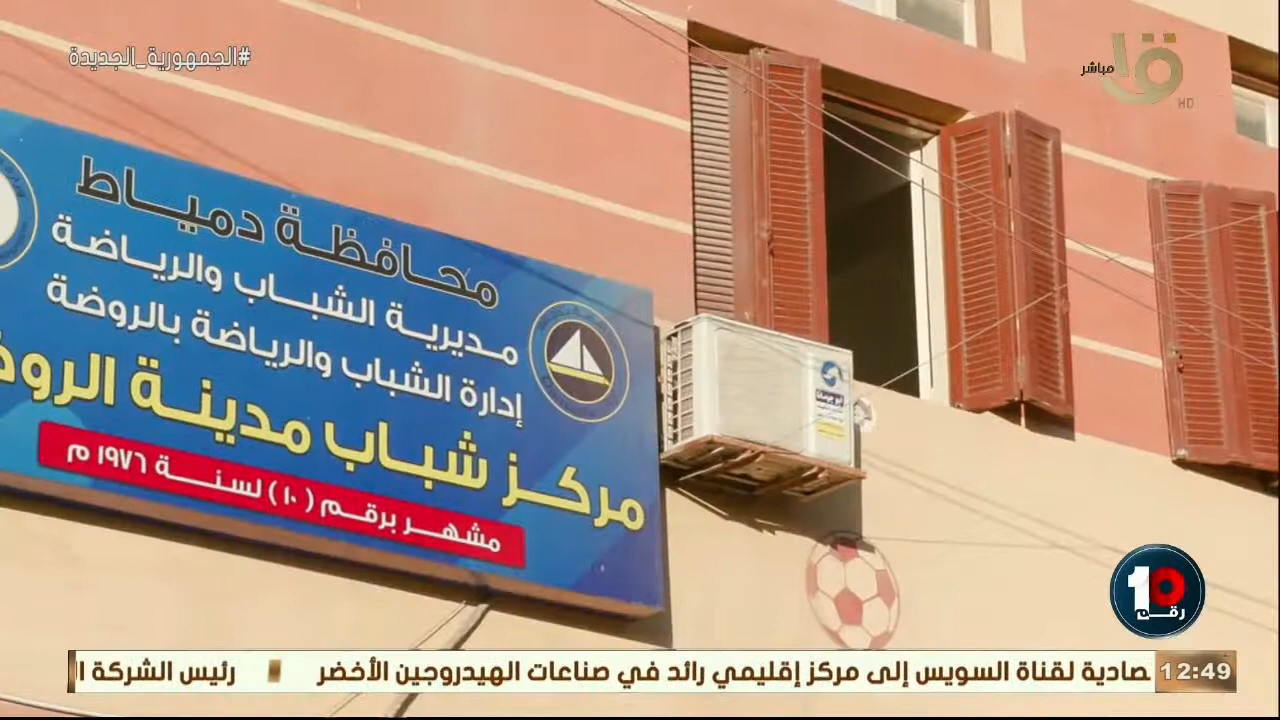 #الجمهورية_الجديدة
مباشر
HD
محافظة دمياط
مديرية الشباب والرياضة
إدارة الشباب والرياضة بالروضة
مركز شباب مدينة
مشهر برقم (١٠) لسنة ١٩٧٦ م
10
رقم
صادية لقناة السويس إلى مركز إقليمي رائد في صناعات الهيدروجين الأخضر
رئيس الشركة
12:49